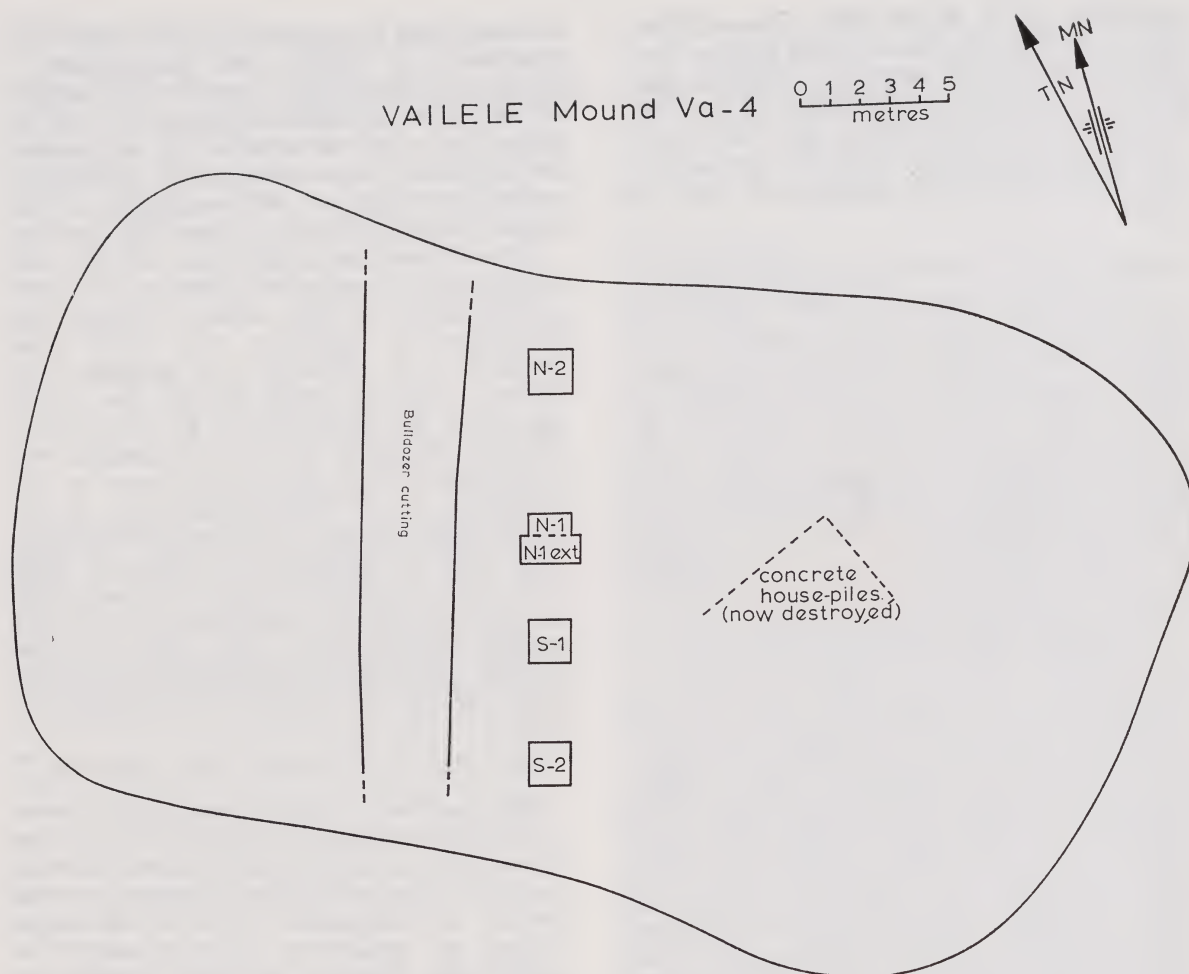 VAILELE Mound Va-4
0 1 2 3 4 5
metres
MN
TN
N-2
Bulldozer cutting
N-1
N-1 ext
concrete
house-piles.
(now destroyed)
S-1
S-2